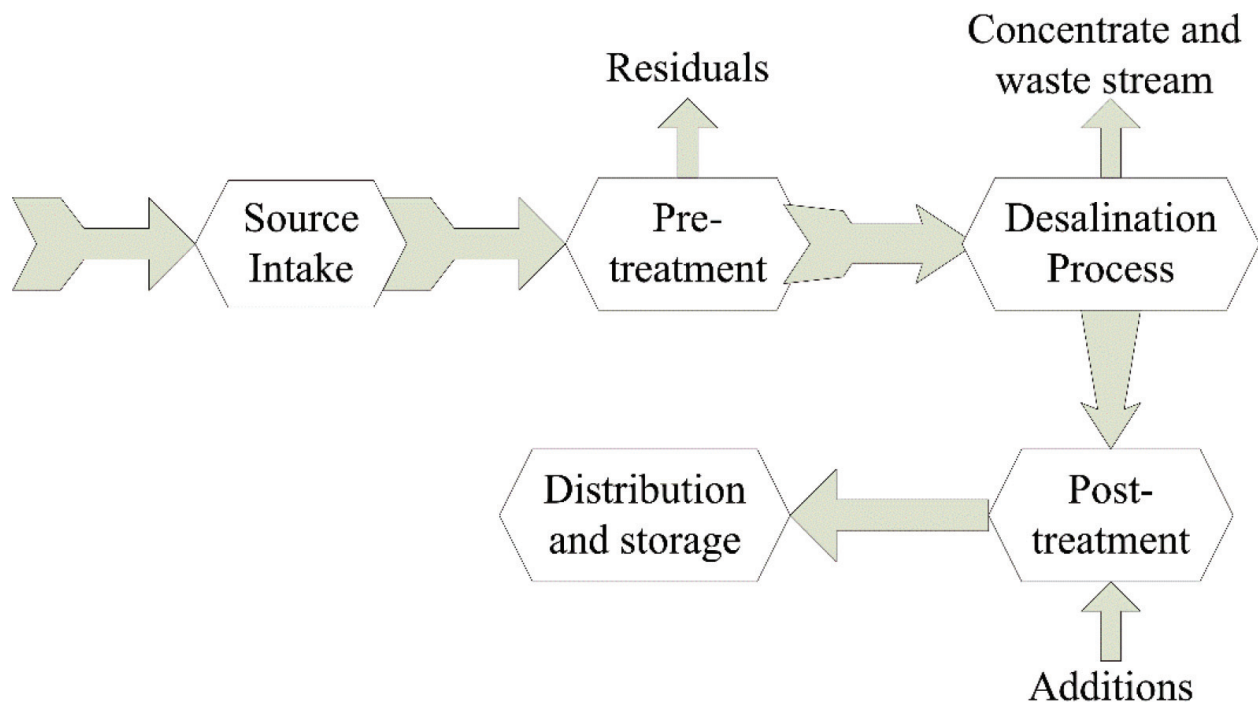 Concentrate and
waste stream
Residuals
Source
Intake
Pre-
treatment
Desalination
Process
Distribution
and storage
Post-
treatment
Additions